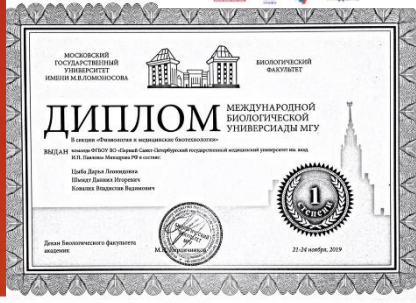 МОСКОВСКИЙ
ГОСУДАРСТВЕННЫЙ
УНИВЕРСИТЕТ
ИМЕНИ М.В.ЛОМОНОСОВА
БИОЛОГИЧЕСКИЙ
ФАКУЛЬТЕТ
ДИПЛОМ
МЕЖДУНАРОДНОЙ
БИОЛОГИЧЕСКОЙ
УНИВЕРСИАДЫ МГУ
В секции «Физиология и медицинские биотехнологии»
ВЫДАН команде ФГБОУ ВО «Первый Санкт-Петербургский государственный медицинский университет им. акад.
И.П. Павлова» Минздрава РФ в составе:
Цыба Дарья Леонидовна
Шмидт Даниил Игоревич
Ковалик Владислав Вадимович
1
СТЕПЕНИ
Декан Биологического факультета
академик
21-24 ноября, 2019